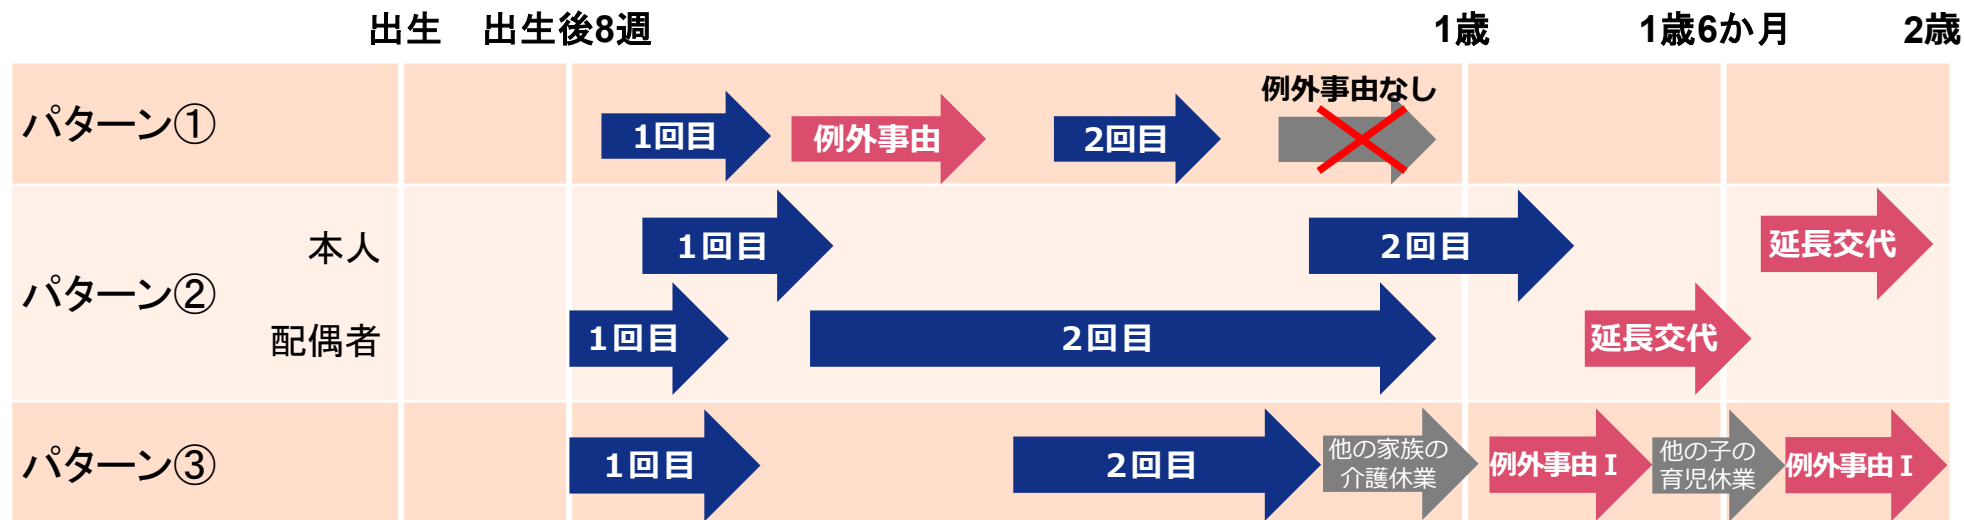 出生 出生後8週 1歳 1歳6か月 2歳
例外事由なし
パターン① 1回目 例外事由 2回目
本人 1回目 2回目 延長交代
パターン②
配偶者 1回目 2回目 延長交代
パターン③ 1回目 2回目 他の家族の介護休業 例外事由Ⅰ 他の子の育児休業 例外事由Ⅰ